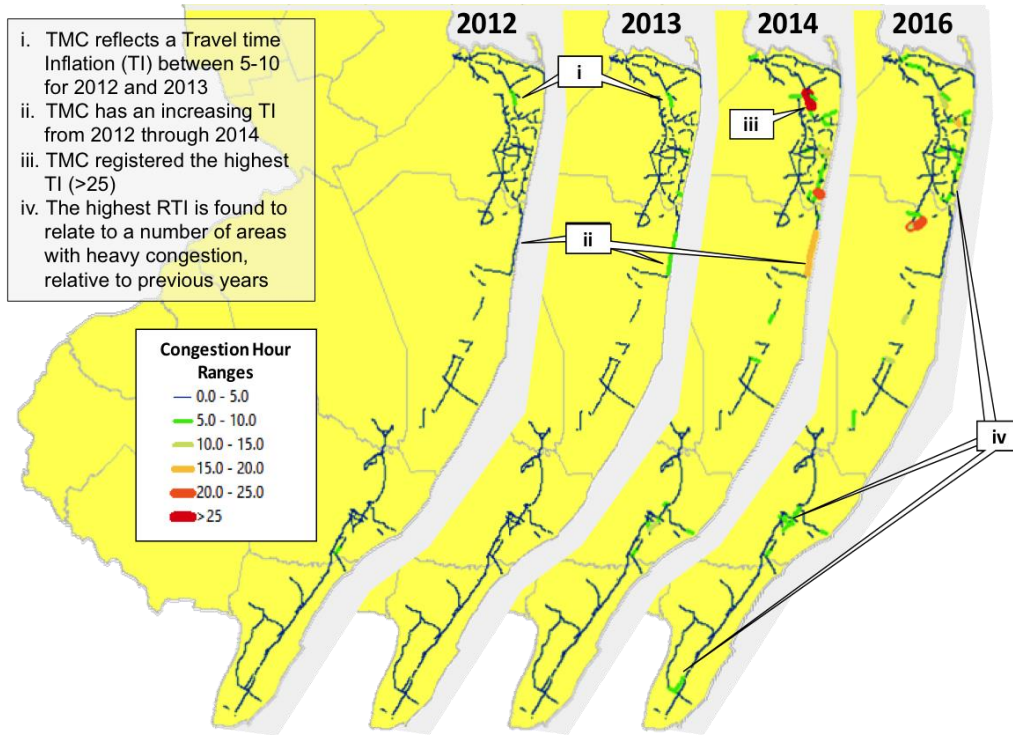 2012 2013 2014 2016
i. TMC reflects a Travel time
Inflation (TI) between 5-10
for 2012 and 2013
ii. TMC has an increasing TI
from 2012 through 2014
iii. TMC registered the highest
TI (>25)
iv. The highest RTI is found to
relate to a number of areas
with heavy congestion,
relative to previous years
i
iii
ii
iv
Congestion Hour
Ranges
0.0 - 5.0
5.0 - 10.0
10.0 - 15.0
15.0 - 20.0
20.0 - 25.0
>25